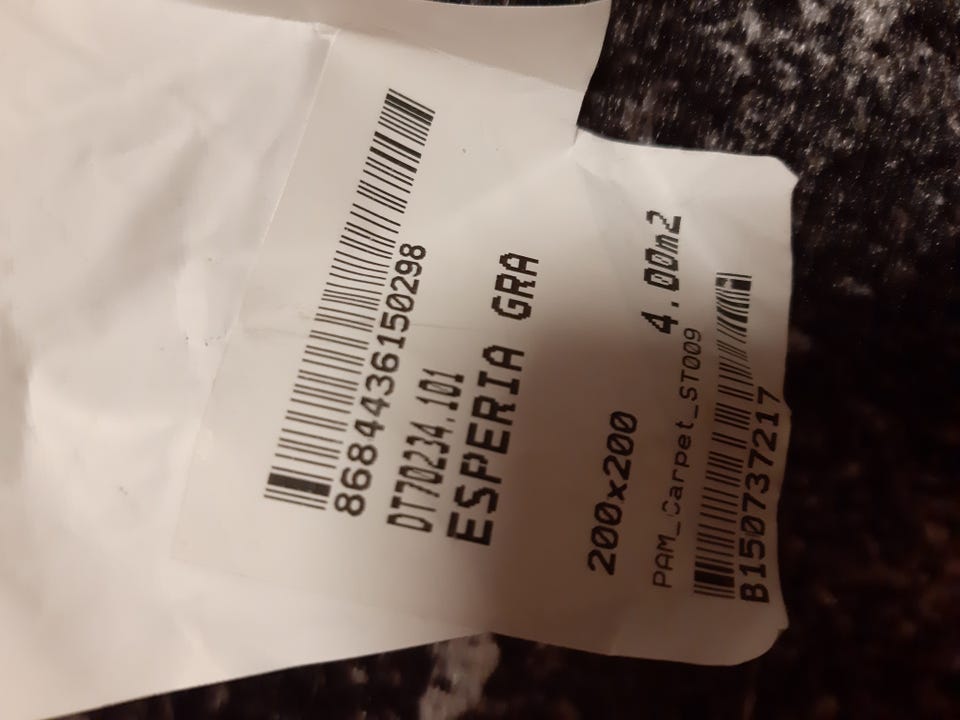 8684436150298
DT70234.101
ESPERIA GRA
200x200 4.00m2
PAM_Carpet_ST009
B150737217